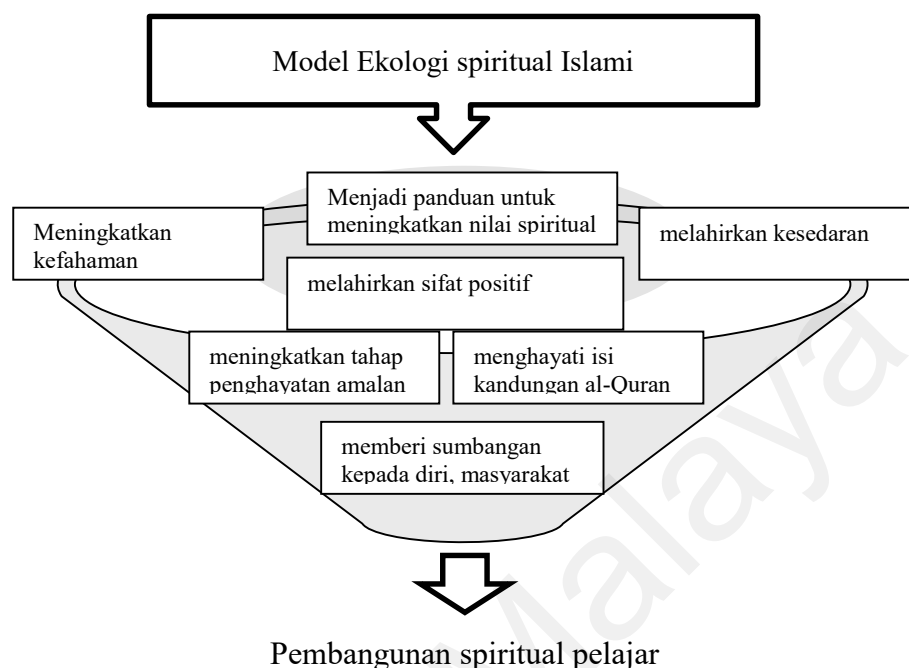 Model Ekologi spiritual Islami
Menjadi panduan untuk
meningkatkan nilai spiritual
Meningkatkan
kefahaman
melahirkan kesedaran
melahirkan sifat positif
meningkatkan tahap
penghayatan amalan
menghayati isi
kandungan al-Quran
memberi sumbangan
kepada diri, masyarakat
Pembangunan spiritual pelajar
Malaya